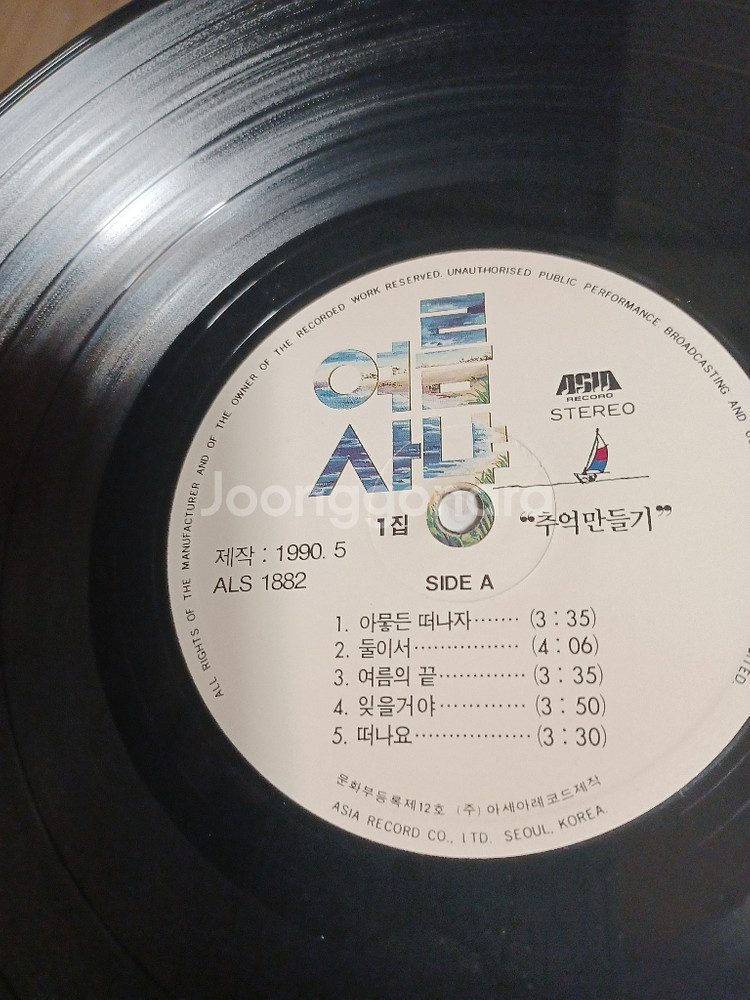 ALL RIGHTS OF THE MANUFACTURER AND OF THE OWNER OF THE RECORDED WORK RESERVED. UNAUTHORISED PUBLIC PERFORMANCE BROADCASTING AND
여름
사냥
ASIA
RECORD
STEREO
Joonggonara
1집
“추억만들기”
제작 : 1990. 5
ALS 1882
SIDE A
1. 아뭏든 떠나자······· (3 : 35)
2. 둘이서················ (4 : 06)
3. 여름의 끝············· (3 : 35)
4. 잊을거야············ (3 : 50)
5. 떠나요·················· (3 : 30)
문화부등록제12호 (주) 아세아레코드제작
ASIA RECORD CO., LTD. SEOUL, KOREA.